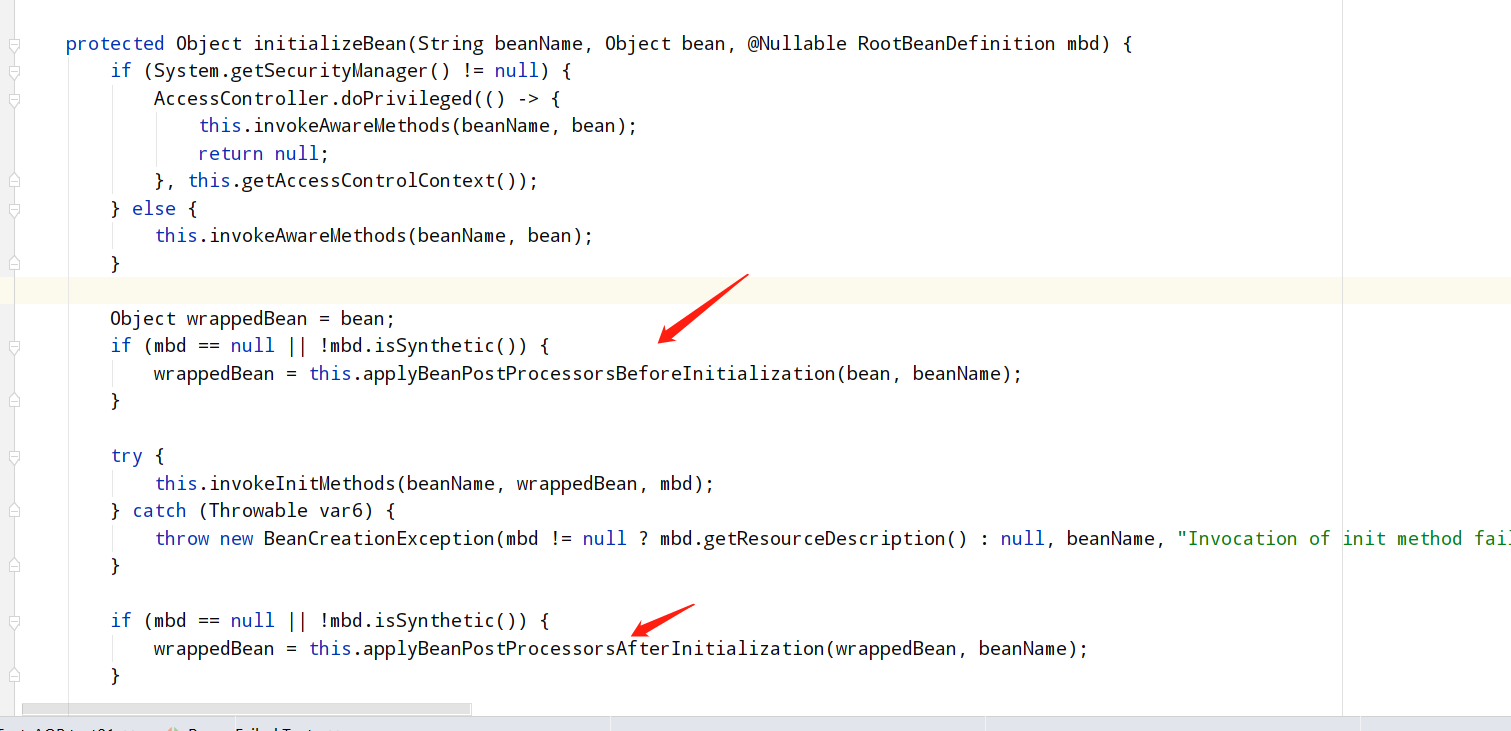 protected Object initializeBean(String beanName, Object bean, @Nullable RootBeanDefinition mbd) {
if (System.getSecurityManager() != null) {
AccessController.doPrivileged(() -> {
this.invokeAwareMethods(beanName, bean);
return null;
}, this.getAccessControlContext());
} else {
this.invokeAwareMethods(beanName, bean);
}
Object wrappedBean = bean;
if (mbd == null || !mbd.isSynthetic()) {
wrappedBean = this.applyBeanPostProcessorsBeforeInitialization(bean, beanName);
}
try {
this.invokeInitMethods(beanName, wrappedBean, mbd);
} catch (Throwable var6) {
throw new BeanCreationException(mbd != null ? mbd.getResourceDescription() : null, beanName, "Invocation of init method fai
}
if (mbd == null || !mbd.isSynthetic()) {
wrappedBean = this.applyBeanPostProcessorsAfterInitialization(wrappedBean, beanName);
}